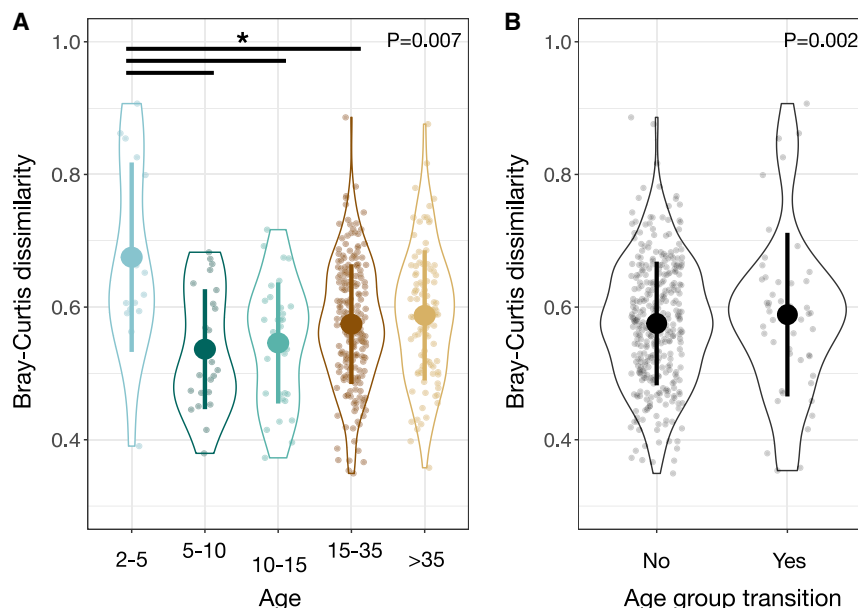 A
Bray-Curtis dissimilarity
1.0
0.8
0.6
0.4
*
P=0.007
2-5
5-10
10-15
15-35
>35
Age
B
Bray-Curtis dissimilarity
1.0
0.8
0.6
0.4
P=0.002
No
Yes
Age group transition